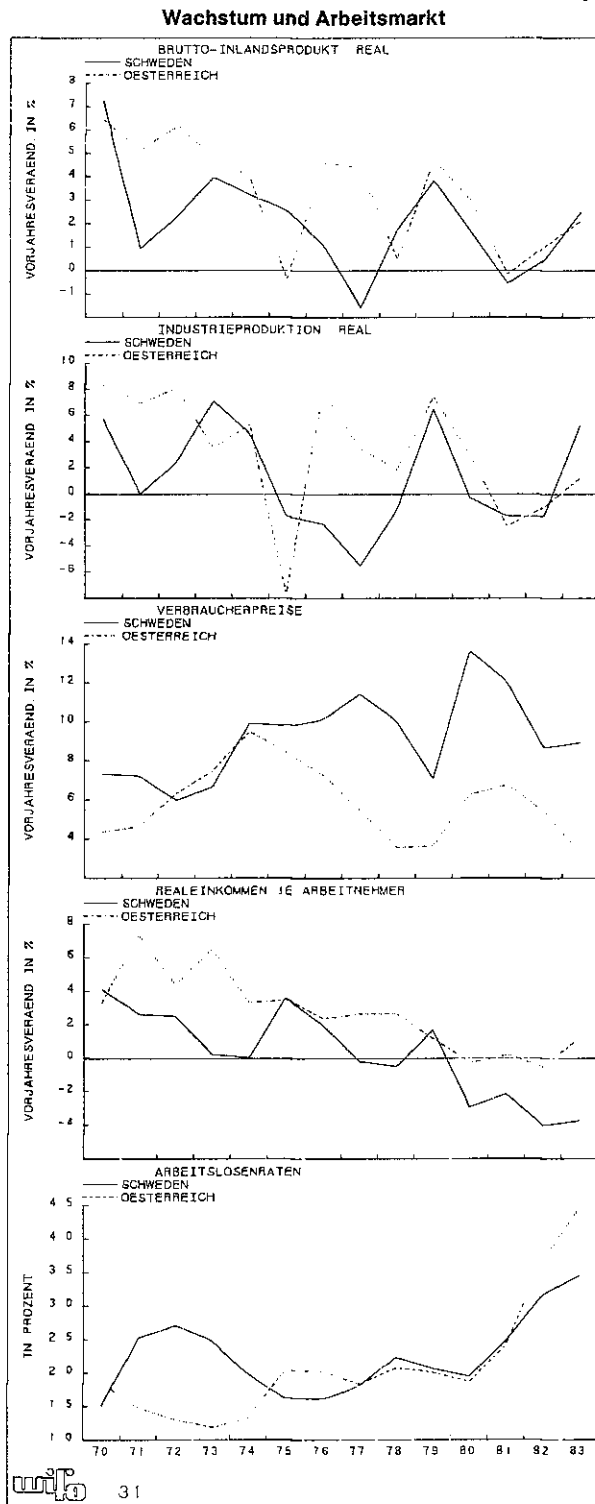 Wachstum und Arbeitsmarkt
BRUTTO-INLANDSPRODUKT REAL
SCHWEDEN
OESTERREICH
VORJAHRESVERAEND. IN %
8
7
6
5
4
3
2
1
0
-1
INDUSTRIEPRODUKTION REAL
SCHWEDEN
OESTERREICH
VORJAHRESVERAEND. IN %
10
8
6
4
2
0
-2
-4
-6
VERBRAUCHERPREISE
SCHWEDEN
OESTERREICH
VORJAHRESVERAEND. IN %
14
12
10
8
6
4
REALEINKOMMEN JE ARBEITNEHMER
SCHWEDEN
OESTERREICH
VORJAHRESVERAEND. IN %
8
6
4
2
0
-2
-4
ARBEITSLOSENRATEN
SCHWEDEN
OESTERREICH
IN PROZENT
4 5
4 0
3 5
3 0
2 5
2 0
1 5
1 0
70 71 72 73 74 75 76 77 78 79 80 81 82 83
wifo 31